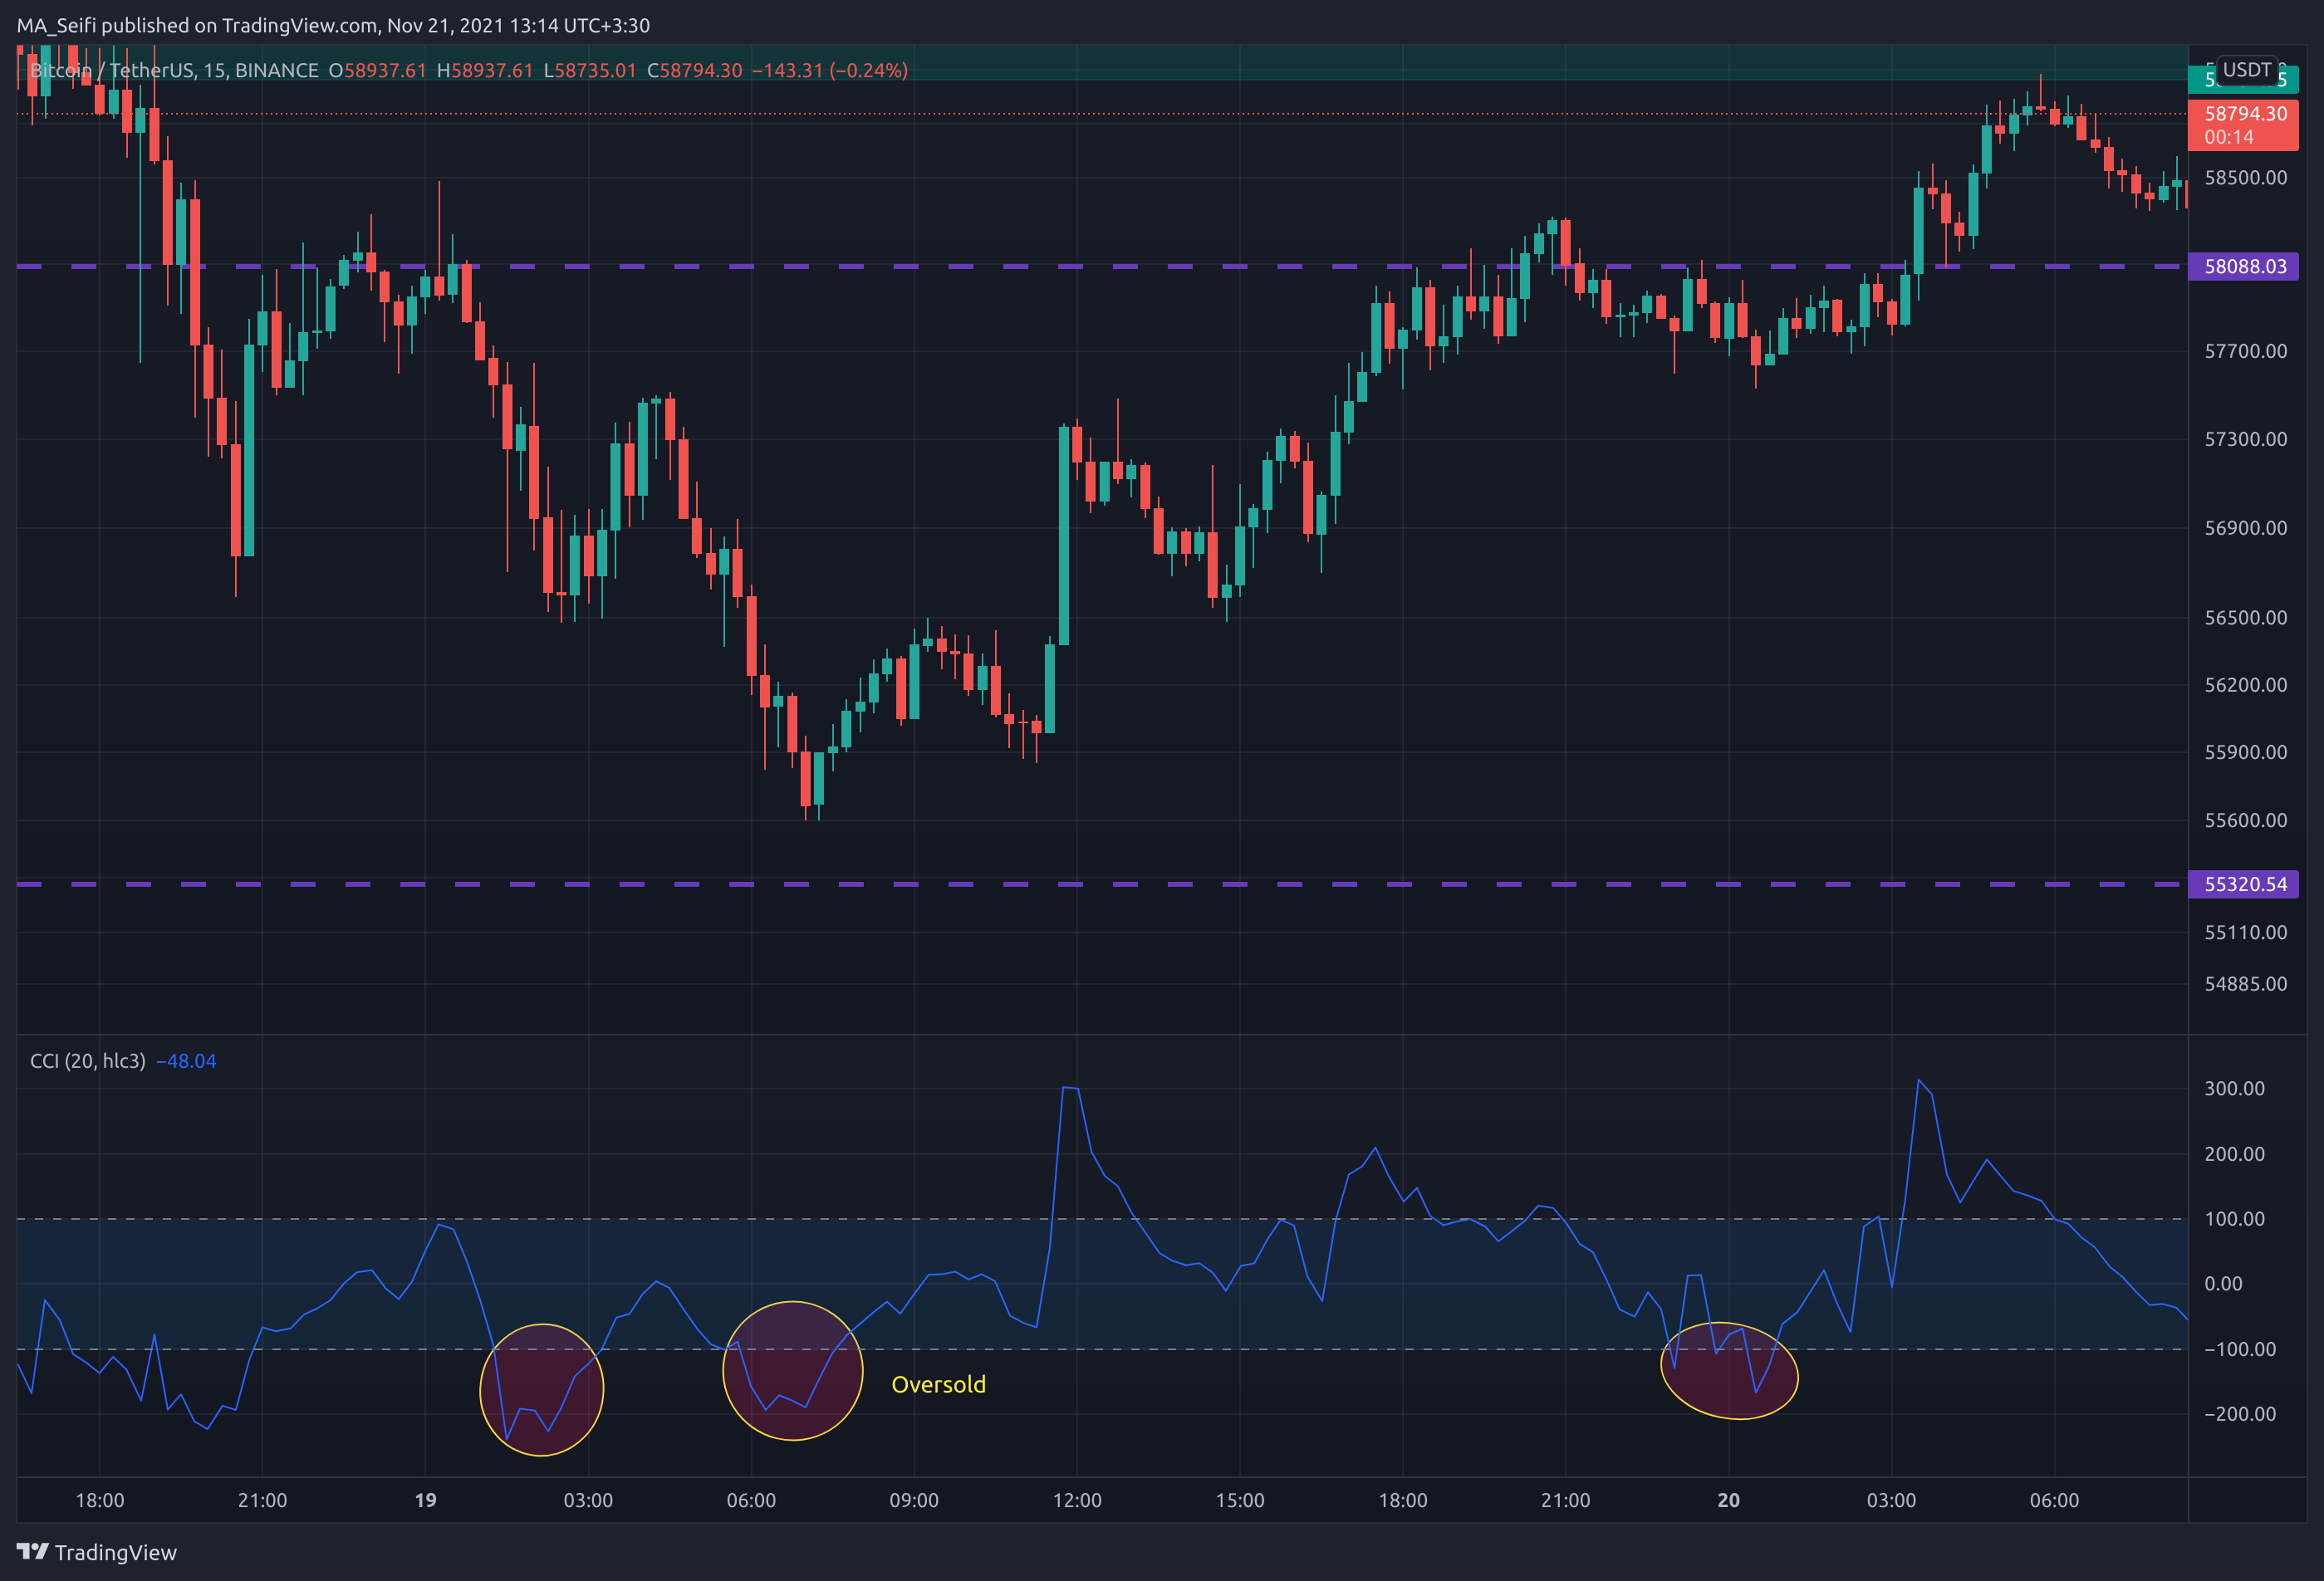 MA_Seifi published on TradingView.com, Nov 21, 2021 13:14 UTC+3:30
Bitcoin / TetherUS, 15, BINANCE O58937.61 H58937.61 L58735.01 C58794.30 −143.31 (−0.24%)
USDT
58794.30
00:14
58500.00
58088.03
57700.00
57300.00
56900.00
56500.00
56200.00
55900.00
55600.00
55320.54
55110.00
54885.00
CCI (20, hlc3) −48.04
300.00
200.00
100.00
0.00
−100.00
Oversold
−200.00
18:00 21:00 19 03:00 06:00 09:00 12:00 15:00 18:00 21:00 20 03:00 06:00
TradingView